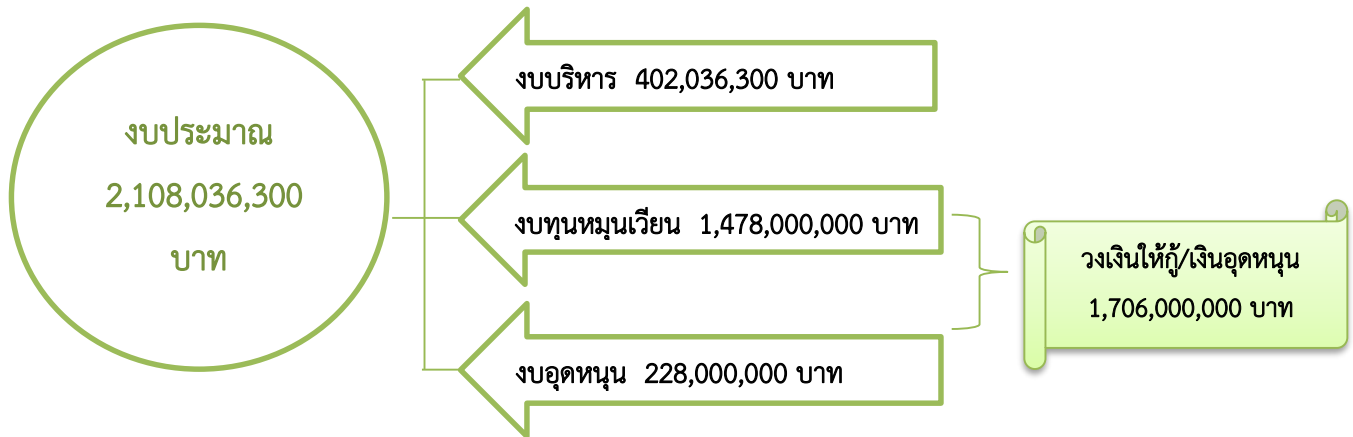 งบประมาณ
2,108,036,300
บาท
งบบริหาร 402,036,300 บาท
งบทุนหมุนเวียน 1,478,000,000 บาท
งบอุดหนุน 228,000,000 บาท
วงเงินให้กู้/เงินอุดหนุน
1,706,000,000 บาท